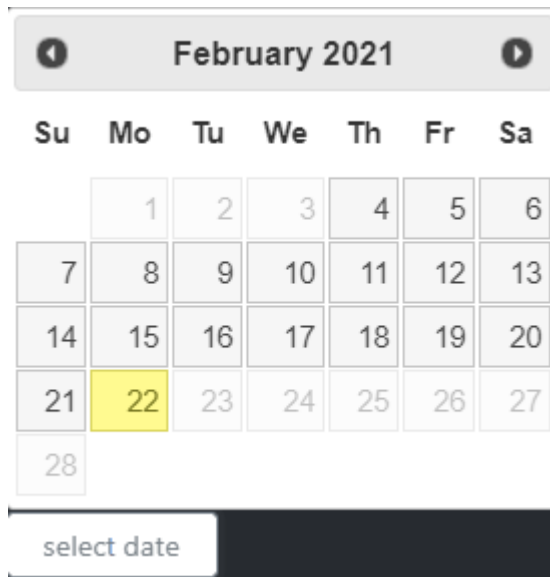 February 2021
Su Mo Tu We Th Fr Sa
1 2 3 4 5 6
7 8 9 10 11 12 13
14 15 16 17 18 19 20
21 22 23 24 25 26 27
28
select date